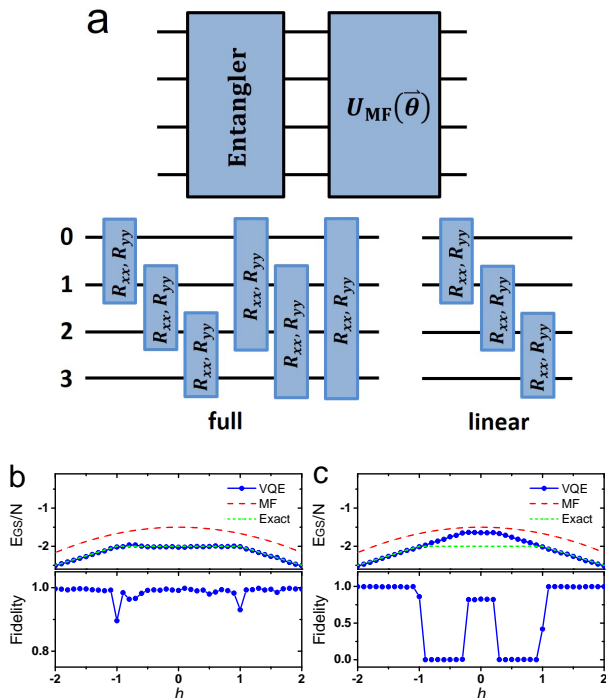 a
Entangler
U_MF(θ⃗)
0
1
2
3
R_xx, R_yy
R_xx, R_yy
R_xx, R_yy
R_xx, R_yy
R_xx, R_yy
R_xx, R_yy
full
R_xx, R_yy
R_xx, R_yy
R_xx, R_yy
linear
b
E_GS/N
-1
-2
VQE
MF
Exact
Fidelity
1.0
0.8
-2 -1 0 1 2
h
c
E_GS/N
-1
-2
VQE
MF
Exact
Fidelity
1.0
0.5
0.0
-2 -1 0 1 2
h